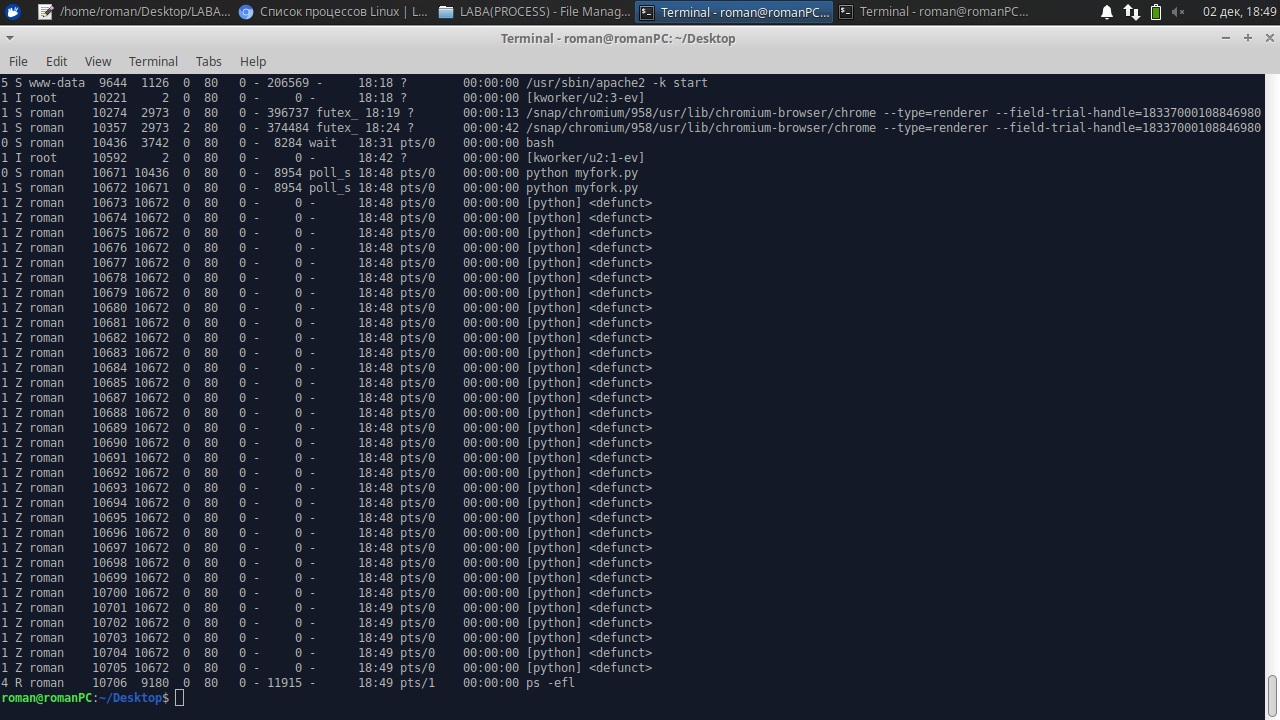 /home/roman/Desktop/LABA... Список процессов Linux | L... LABA(PROCESS) - File Manag... Terminal - roman@romanPC:... Terminal - roman@romanPC... 02 дек, 18:49
Terminal - roman@romanPC: ~/Desktop
File Edit View Terminal Tabs Help
5 S www-data  9644  1126  0  80   0 - 206569 -     18:18 ?        00:00:00 /usr/sbin/apache2 -k start
1 I root     10221     2  0  80   0 -     0 -      18:18 ?        00:00:00 [kworker/u2:3-ev]
1 S roman    10274  2973  0  80   0 - 396737 futex_ 18:19 ?       00:00:13 /snap/chromium/958/usr/lib/chromium-browser/chrome --type=renderer --field-trial-handle=18337000108846980
1 S roman    10357  2973  2  80   0 - 374484 futex_ 18:24 ?       00:00:42 /snap/chromium/958/usr/lib/chromium-browser/chrome --type=renderer --field-trial-handle=18337000108846980
0 S roman    10436  3742  0  80   0 -  8284 wait   18:31 pts/0    00:00:00 bash
1 I root     10592     2  0  80   0 -     0 -      18:42 ?        00:00:00 [kworker/u2:1-ev]
0 S roman    10671 10436  0  80   0 -  8954 poll_s 18:48 pts/0    00:00:00 python myfork.py
1 S roman    10672 10671  0  80   0 -  8954 poll_s 18:48 pts/0    00:00:00 python myfork.py
1 Z roman    10673 10672  0  80   0 -     0 -      18:48 pts/0    00:00:00 [python] <defunct>
1 Z roman    10674 10672  0  80   0 -     0 -      18:48 pts/0    00:00:00 [python] <defunct>
1 Z roman    10675 10672  0  80   0 -     0 -      18:48 pts/0    00:00:00 [python] <defunct>
1 Z roman    10676 10672  0  80   0 -     0 -      18:48 pts/0    00:00:00 [python] <defunct>
1 Z roman    10677 10672  0  80   0 -     0 -      18:48 pts/0    00:00:00 [python] <defunct>
1 Z roman    10678 10672  0  80   0 -     0 -      18:48 pts/0    00:00:00 [python] <defunct>
1 Z roman    10679 10672  0  80   0 -     0 -      18:48 pts/0    00:00:00 [python] <defunct>
1 Z roman    10680 10672  0  80   0 -     0 -      18:48 pts/0    00:00:00 [python] <defunct>
1 Z roman    10681 10672  0  80   0 -     0 -      18:48 pts/0    00:00:00 [python] <defunct>
1 Z roman    10682 10672  0  80   0 -     0 -      18:48 pts/0    00:00:00 [python] <defunct>
1 Z roman    10683 10672  0  80   0 -     0 -      18:48 pts/0    00:00:00 [python] <defunct>
1 Z roman    10684 10672  0  80   0 -     0 -      18:48 pts/0    00:00:00 [python] <defunct>
1 Z roman    10685 10672  0  80   0 -     0 -      18:48 pts/0    00:00:00 [python] <defunct>
1 Z roman    10687 10672  0  80   0 -     0 -      18:48 pts/0    00:00:00 [python] <defunct>
1 Z roman    10688 10672  0  80   0 -     0 -      18:48 pts/0    00:00:00 [python] <defunct>
1 Z roman    10689 10672  0  80   0 -     0 -      18:48 pts/0    00:00:00 [python] <defunct>
1 Z roman    10690 10672  0  80   0 -     0 -      18:48 pts/0    00:00:00 [python] <defunct>
1 Z roman    10691 10672  0  80   0 -     0 -      18:48 pts/0    00:00:00 [python] <defunct>
1 Z roman    10692 10672  0  80   0 -     0 -      18:48 pts/0    00:00:00 [python] <defunct>
1 Z roman    10693 10672  0  80   0 -     0 -      18:48 pts/0    00:00:00 [python] <defunct>
1 Z roman    10694 10672  0  80   0 -     0 -      18:48 pts/0    00:00:00 [python] <defunct>
1 Z roman    10695 10672  0  80   0 -     0 -      18:48 pts/0    00:00:00 [python] <defunct>
1 Z roman    10696 10672  0  80   0 -     0 -      18:48 pts/0    00:00:00 [python] <defunct>
1 Z roman    10697 10672  0  80   0 -     0 -      18:48 pts/0    00:00:00 [python] <defunct>
1 Z roman    10698 10672  0  80   0 -     0 -      18:48 pts/0    00:00:00 [python] <defunct>
1 Z roman    10699 10672  0  80   0 -     0 -      18:48 pts/0    00:00:00 [python] <defunct>
1 Z roman    10700 10672  0  80   0 -     0 -      18:48 pts/0    00:00:00 [python] <defunct>
1 Z roman    10701 10672  0  80   0 -     0 -      18:49 pts/0    00:00:00 [python] <defunct>
1 Z roman    10702 10672  0  80   0 -     0 -      18:49 pts/0    00:00:00 [python] <defunct>
1 Z roman    10703 10672  0  80   0 -     0 -      18:49 pts/0    00:00:00 [python] <defunct>
1 Z roman    10704 10672  0  80   0 -     0 -      18:49 pts/0    00:00:00 [python] <defunct>
1 Z roman    10705 10672  0  80   0 -     0 -      18:49 pts/0    00:00:00 [python] <defunct>
4 R roman    10706  9180  0  80   0 - 11915 -      18:49 pts/1    00:00:00 ps -efl
roman@romanPC:~/Desktop$